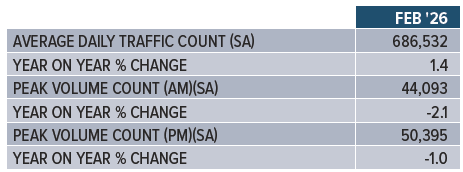 FEB '26
AVERAGE DAILY TRAFFIC COUNT (SA) 686,532
YEAR ON YEAR % CHANGE 1.4
PEAK VOLUME COUNT (AM)(SA) 44,093
YEAR ON YEAR % CHANGE -2.1
PEAK VOLUME COUNT (PM)(SA) 50,395
YEAR ON YEAR % CHANGE -1.0